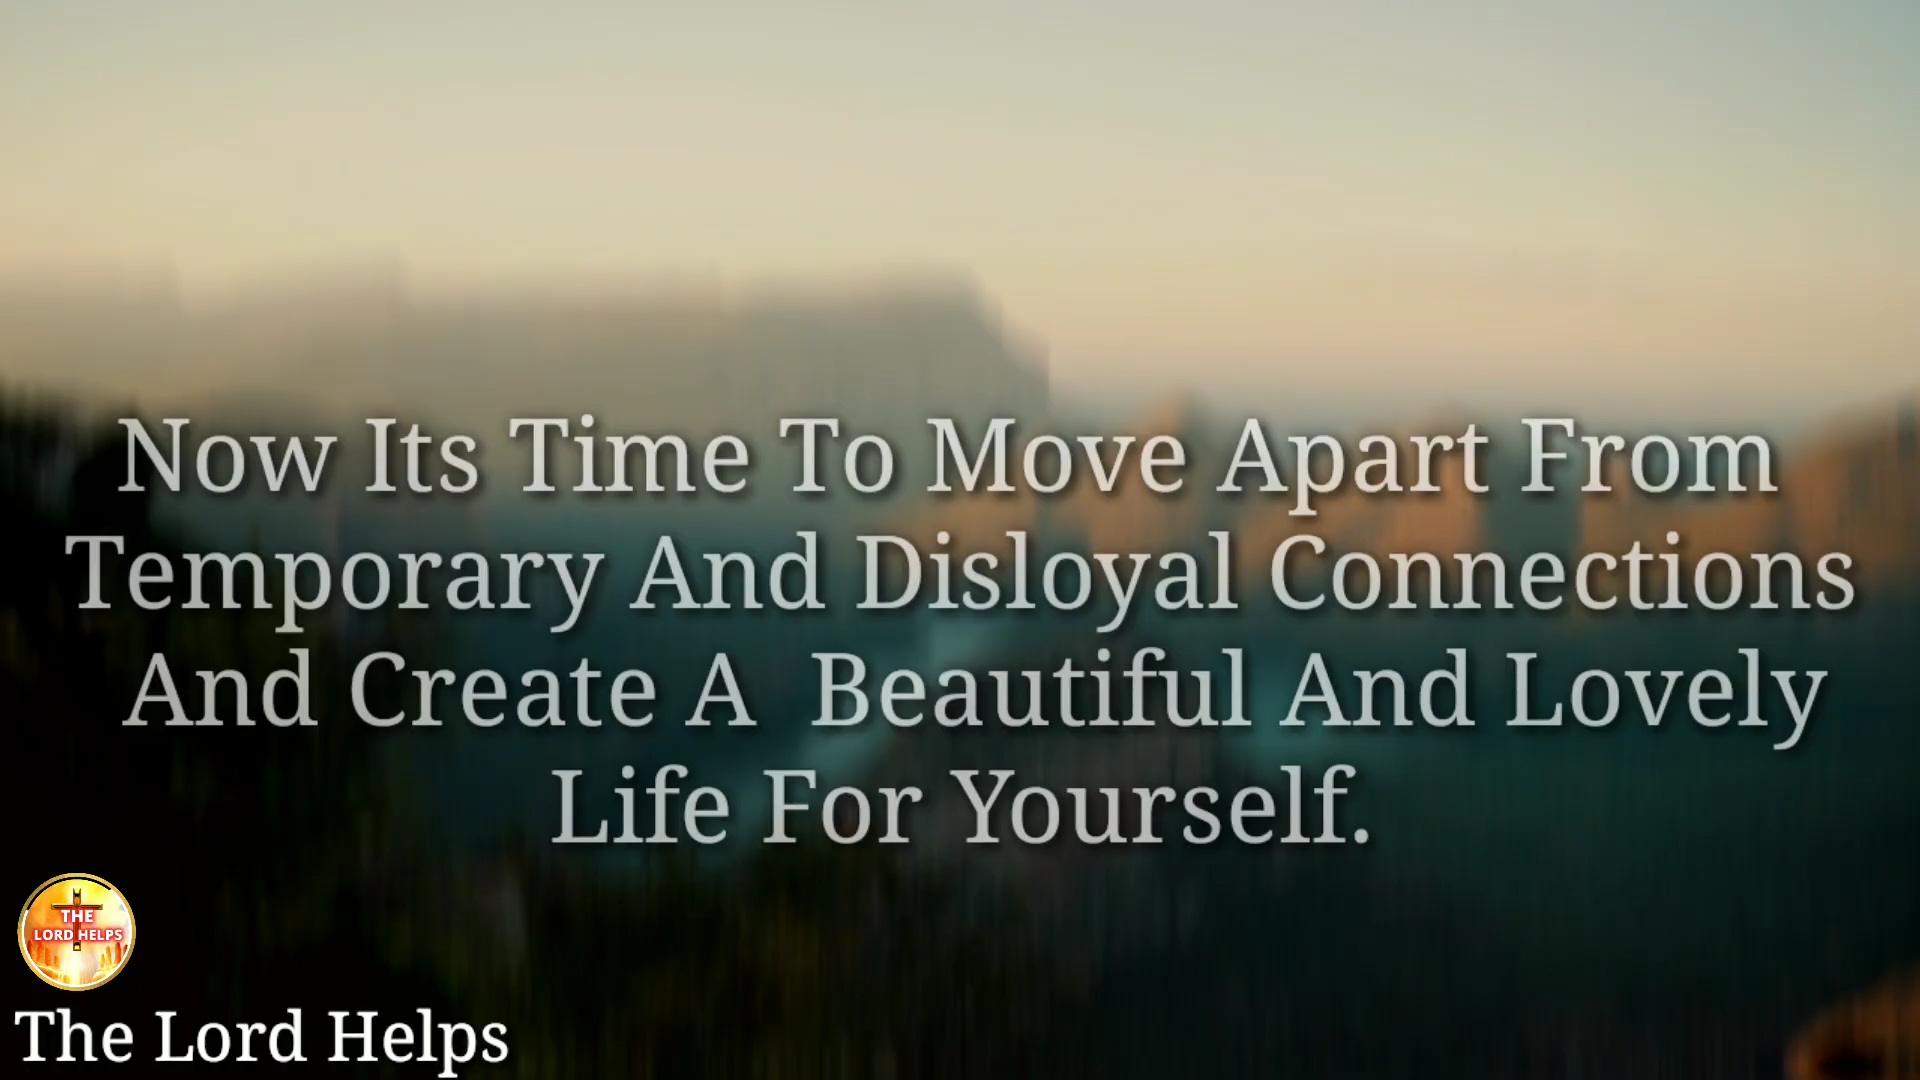 Now Its Time To Move Apart From
Temporary And Disloyal Connections
And Create A  Beautiful And Lovely
Life For Yourself.
THE
LORD HELPS
The Lord Helps